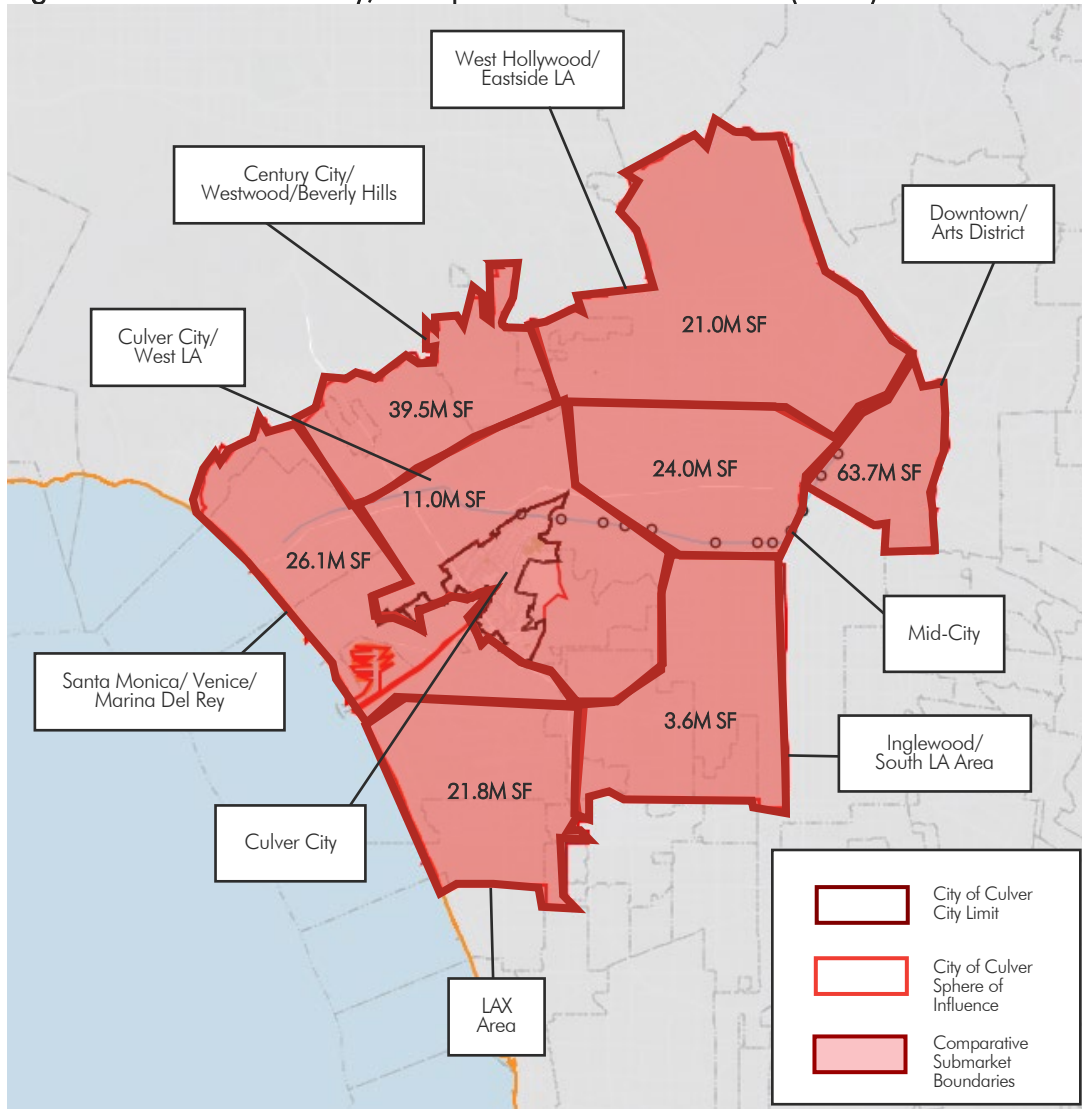 West Hollywood/
Eastside LA
Century City/
Westwood/Beverly Hills
Downtown/
Arts District
Culver City/
West LA
21.0M SF
39.5M SF
24.0M SF
63.7M SF
11.0M SF
26.1M SF
Mid-City
Santa Monica/ Venice/
Marina Del Rey
3.6M SF
Inglewood/
South LA Area
21.8M SF
Culver City
City of Culver
City Limit
City of Culver
Sphere of
Influence
LAX
Area
Comparative
Submarket
Boundaries